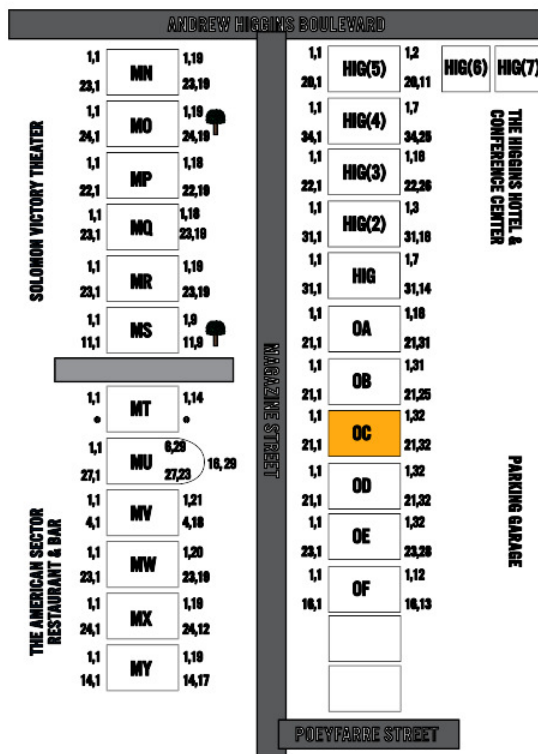 ANDREW HIGGINS BOULEVARD
1,1 MN 1,19
23,1 23,19
1,1 MO 1,19
24,1 24,19
1,1 MP 1,18
22,1 22,19
1,1 MQ 1,18
23,1 23,19
1,1 MR 1,19
23,1 23,19
1,1 MS 1,9
11,1 11,9
SOLOMON VICTORY THEATER
1,1 MT 1,14
1,1 MU 6,29
27,1 27,23 16,29
1,1 MV 1,21
4,1 4,18
1,1 MW 1,20
23,1 23,19
1,1 MX 1,19
24,1 24,12
1,1 MY 1,19
14,1 14,17
THE AMERICAN SECTOR
RESTAURANT & BAR
MAGAZINE STREET
1,1 HIG(5) 1,2 HIG(6) HIG(7)
20,11
1,1 HIG(4) 1,7
34,1 34,25
1,1 HIG(3) 1,18
22,1 22,26
1,1 HIG(2) 1,3
31,1 31,18
1,1 HIG 1,7
31,1 31,14
1,1 OA 1,18
21,1 21,31
1,1 OB 1,31
21,1 21,25
1,1 OC 1,32
21,1 21,32
1,1 OD 1,32
21,1 21,32
1,1 OE 1,32
23,1 23,28
1,1 OF 1,12
16,1 16,13
THE HIGGINS HOTEL &
CONFERENCE CENTER
PARKING GARAGE
POEYFARRE STREET